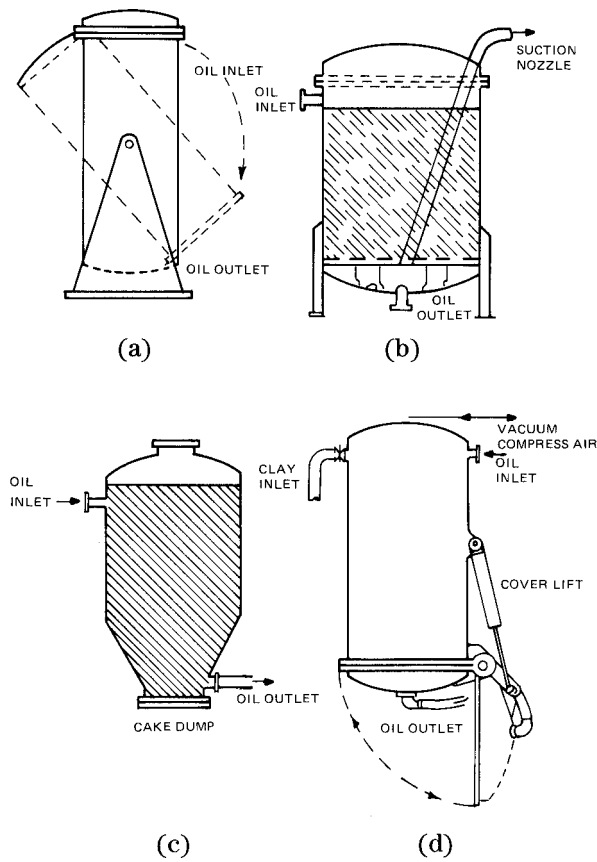 OIL INLET
OIL OUTLET
(a)
SUCTION
NOZZLE
OIL
INLET
OIL
OUTLET
(b)
OIL
INLET
OIL OUTLET
CAKE DUMP
(c)
VACUUM
COMPRESS AIR
CLAY
INLET
OIL
INLET
COVER LIFT
OIL OUTLET
(d)